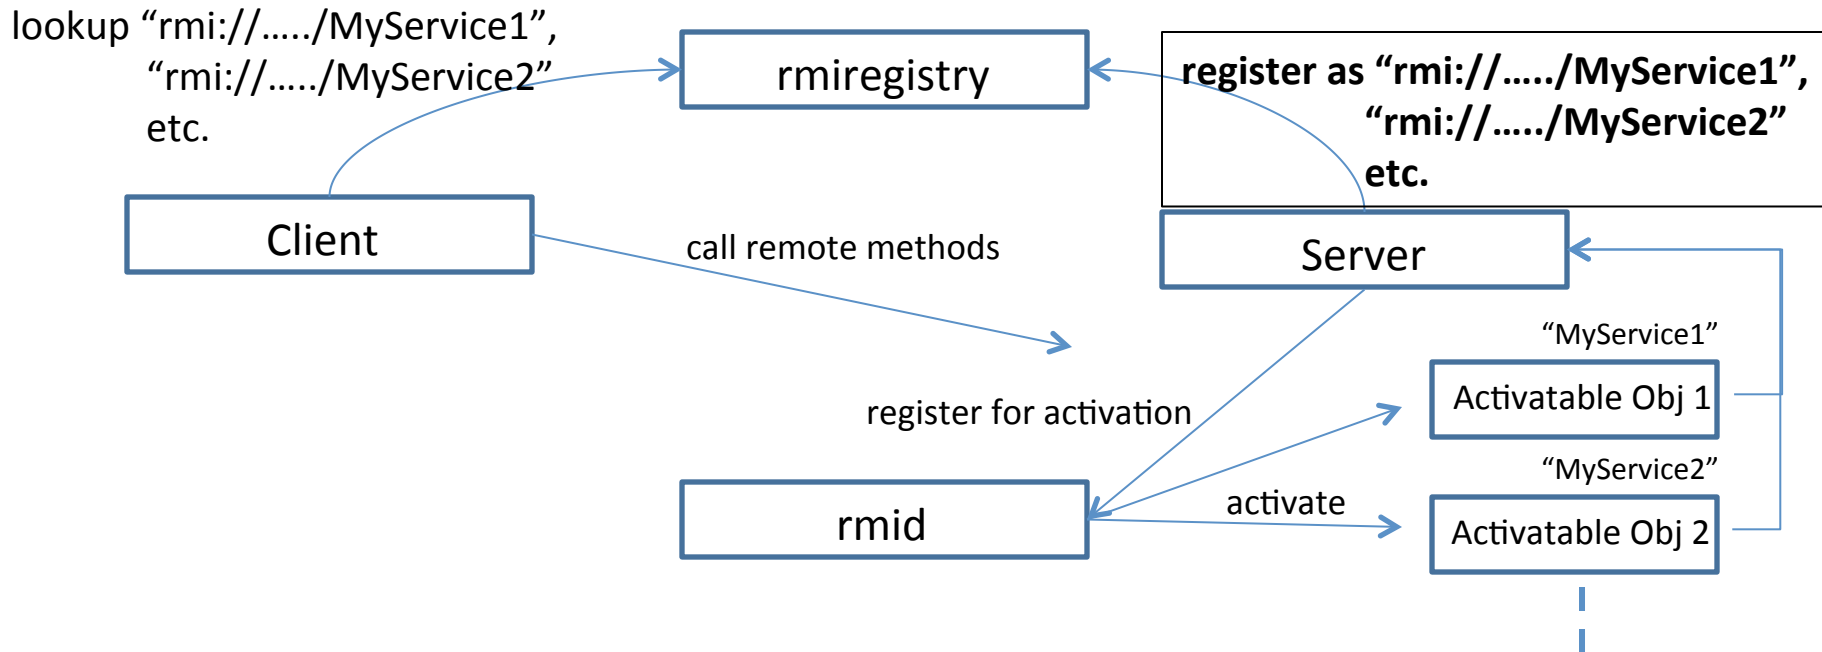 lookup “rmi://…../MyService1”,
“rmi://…../MyService2”
etc.
rmiregistry
register as “rmi://…../MyService1”,
“rmi://…../MyService2”
etc.
Client
call remote methods
Server
“MyService1”
Activatable Obj 1
register for activation
“MyService2”
Activatable Obj 2
activate
rmid